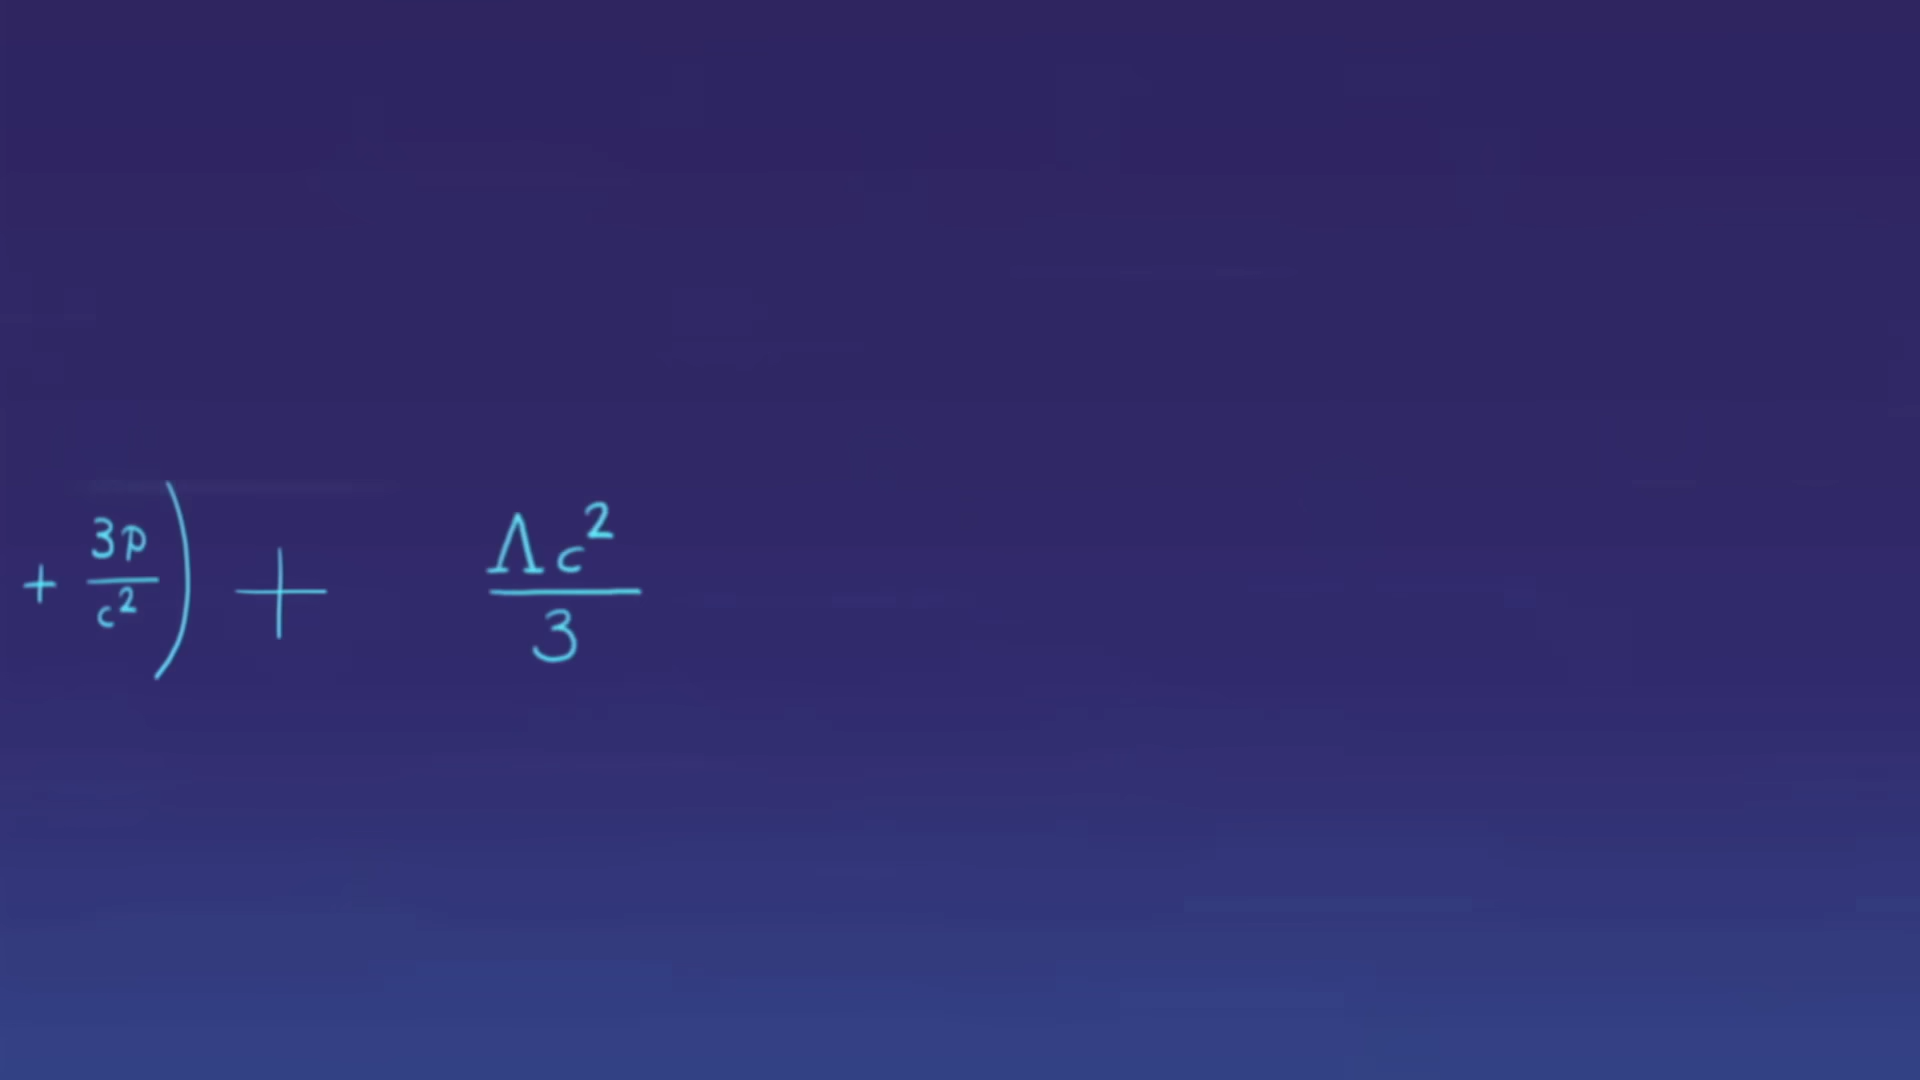 + 3p/c²) + Λc²/3